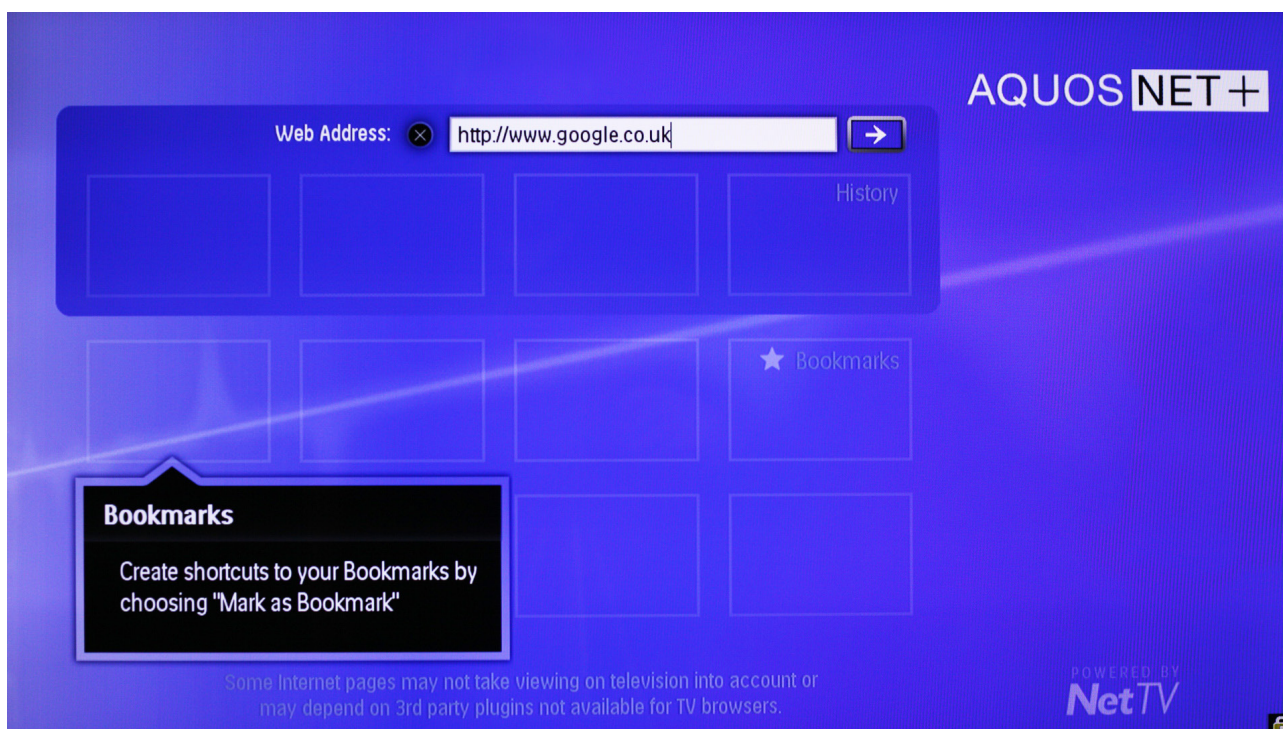 AQUOS NET+
Web Address: http://www.google.co.uk
History
Bookmarks
Bookmarks
Create shortcuts to your Bookmarks by
choosing "Mark as Bookmark"
Some Internet pages may not take viewing on television into account or
may depend on 3rd party plugins not available for TV browsers.
POWERED BY
NetTV